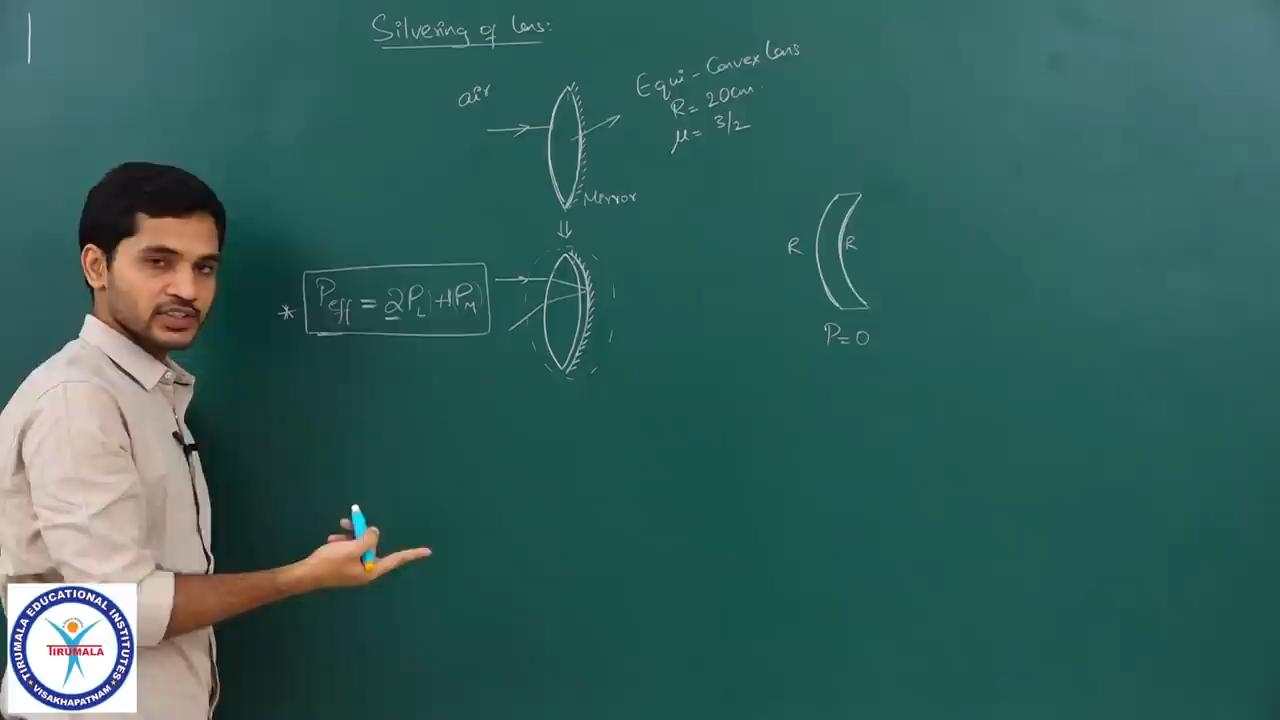 Silvering of Lens:
air
Equi-Convex Lens
R = 20cm.
μ = 3/2
Mirror
⇓
* Peff = 2PL + (PM)
R R
P = 0
TIRUMALA EDUCATIONAL INSTITUTES
TIRUMALA
VISAKHAPATNAM